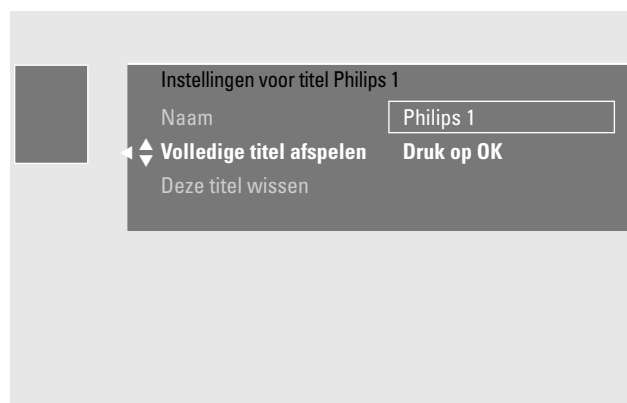 Instellingen voor titel Philips 1
Naam Philips 1
Volledige titel afspelen Druk op OK
Deze titel wissen